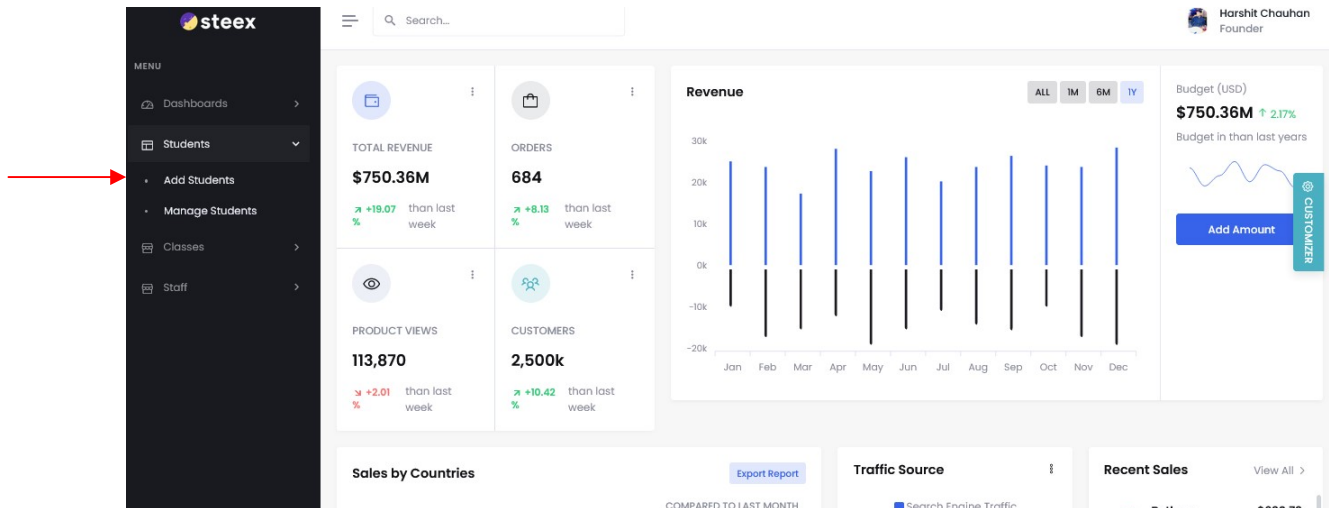 steex
Search...
Harshit Chauhan
Founder
MENU
Dashboards
Students
Add Students
Manage Students
Classes
Staff
TOTAL REVENUE
$750.36M
+19.07 % than last week
ORDERS
684
+8.13 % than last week
PRODUCT VIEWS
113,870
+2.01 % than last week
CUSTOMERS
2,500k
+10.42 % than last week
Revenue
ALL 1M 6M 1Y
30k
20k
10k
0k
-10k
-20k
Jan Feb Mar Apr May Jun Jul Aug Sep Oct Nov Dec
Budget (USD)
$750.36M ↑ 2.17%
Budget in than last years
Add Amount
CUSTOMIZER
Sales by Countries
Export Report
COMPARED TO LAST MONTH
Traffic Source
Search Engine Traffic
Recent Sales
View All >